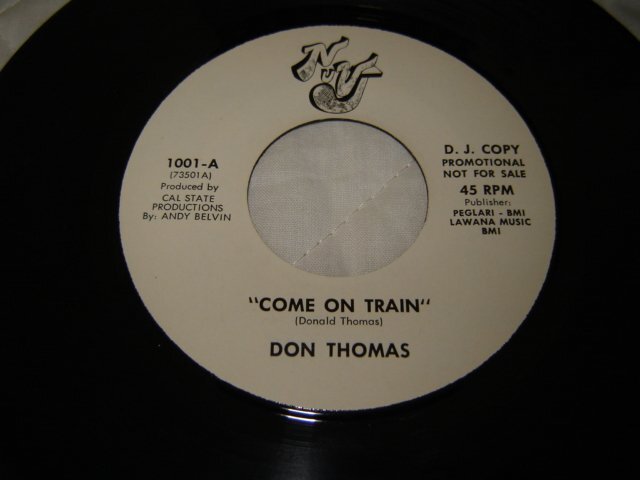 NUVJ
1001-A
(73501A)
Produced by
CAL STATE
PRODUCTIONS
By: ANDY BELVIN
D. J. COPY
PROMOTIONAL
NOT FOR SALE
45 RPM
Publisher:
PEGLARI - BMI
LAWANA MUSIC
BMI
"COME ON TRAIN"
(Donald Thomas)
DON THOMAS